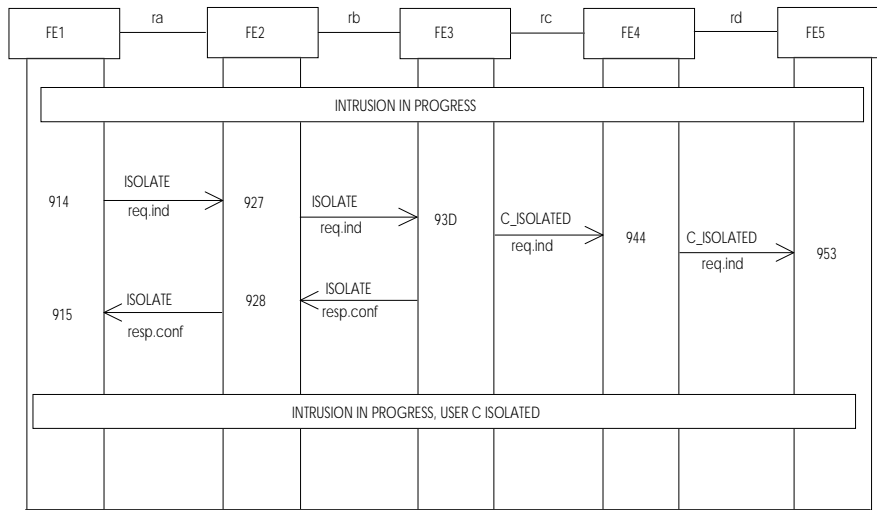 ra rb rc rd
FE1 FE2 FE3 FE4 FE5
INTRUSION IN PROGRESS
ISOLATE
914 927 ISOLATE
req.ind 93D C_ISOLATED
req.ind 944 C_ISOLATED
req.ind 953
req.ind
ISOLATE ISOLATE
915 928
resp.conf resp.conf
INTRUSION IN PROGRESS, USER C ISOLATED